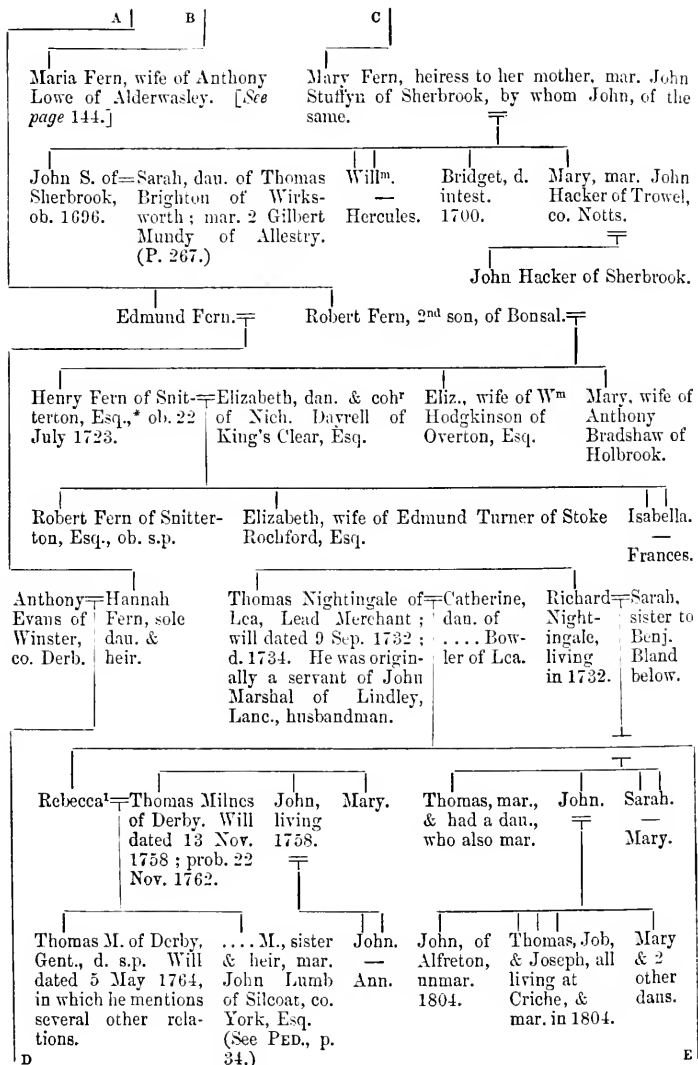 A B C
Maria Fern, wife of Anthony
Lowe of Alderwasley. [See
page 144.]
Mary Fern, heiress to her mother, mar. John
Stuffyn of Sherbrook, by whom John, of the
same.
John S. of
Sherbrook,
ob. 1696.
=
Sarah, dau. of Thomas
Brighton of Wirks-
worth; mar. 2 Gilbert
Mundy of Allestry.
(P. 267.)
Willm.
—
Hercules.
Bridget, d.
intest.
1700.
Mary, mar. John
Hacker of Trowel,
co. Notts.
John Hacker of Sherbrook.
Edmund Fern.
Robert Fern, 2nd son, of Bonsal.
Henry Fern of Snit-
terton, Esq.,* ob. 22
July 1723.
Elizabeth, dan. & cohr
of Nich. Dayrell of
King's Clear, Esq.
Eliz., wife of Wm
Hodgkinson of
Overton, Esq.
Mary, wife of
Anthony
Bradshaw of
Holbrook.
Robert Fern of Snitter-
ton, Esq., ob. s.p.
Elizabeth, wife of Edmund Turner of Stoke
Rochford, Esq.
Isabella.
—
Frances.
Anthony
Evans of
Winster,
co. Derb.
Hannah
Fern, sole
dau. &
heir.
Thomas Nightingale of
Lea, Lead Merchant;
will dated 9 Sep. 1732;
d. 1734. He was origin-
ally a servant of John
Marshal of Lindley,
Lanc., husbandman.
Catherine,
dau. of
.... Bow-
ler of Lea.
Richard
Night-
ingale,
living
in 1732.
Sarah,
sister to
Benj.
Bland
below.
Rebecca1
Thomas Milnes
of Derby. Will
dated 13 Nov.
1758; prob. 22
Nov. 1762.
John,
living
1758.
Mary.
Thomas, mar.,
& had a dau.,
who also mar.
John.
Sarah.
—
Mary.
Thomas M. of Derby,
Gent., d. s.p. Will
dated 5 May 1764,
in which he mentions
several other rela-
tions.
.... M., sister
& heir, mar.
John Lumb
of Silcoat, co.
York, Esq.
(See PED., p.
34.)
John.
—
Ann.
John, of
Alfreton,
unmar.
1804.
Thomas, Job,
& Joseph, all
living at
Criche, &
mar. in 1804.
Mary
& 2
other
daus.
D E